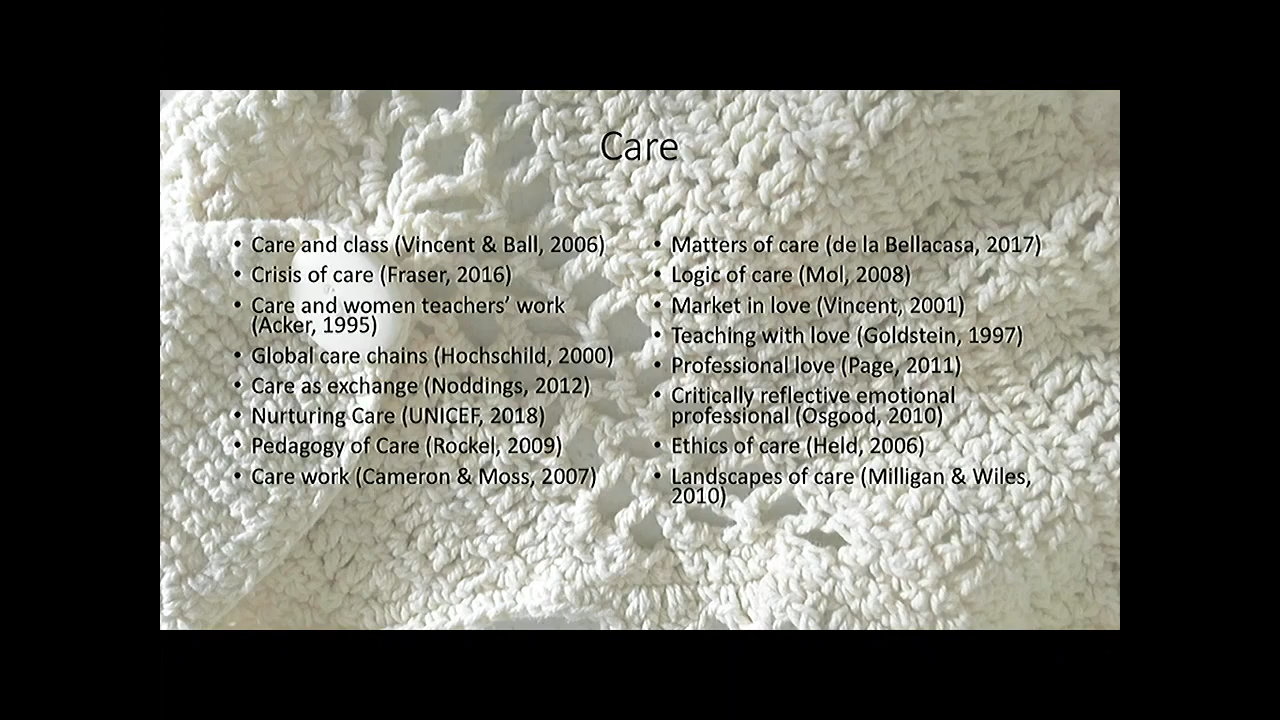 Care
• Care and class (Vincent & Ball, 2006)
• Crisis of care (Fraser, 2016)
• Care and women teachers’ work
(Acker, 1995)
• Global care chains (Hochschild, 2000)
• Care as exchange (Noddings, 2012)
• Nurturing Care (UNICEF, 2018)
• Pedagogy of Care (Rockel, 2009)
• Care work (Cameron & Moss, 2007)
• Matters of care (de la Bellacasa, 2017)
• Logic of care (Mol, 2008)
• Market in love (Vincent, 2001)
• Teaching with love (Goldstein, 1997)
• Professional love (Page, 2011)
• Critically reflective emotional
professional (Osgood, 2010)
• Ethics of care (Held, 2006)
• Landscapes of care (Milligan & Wiles,
2010)